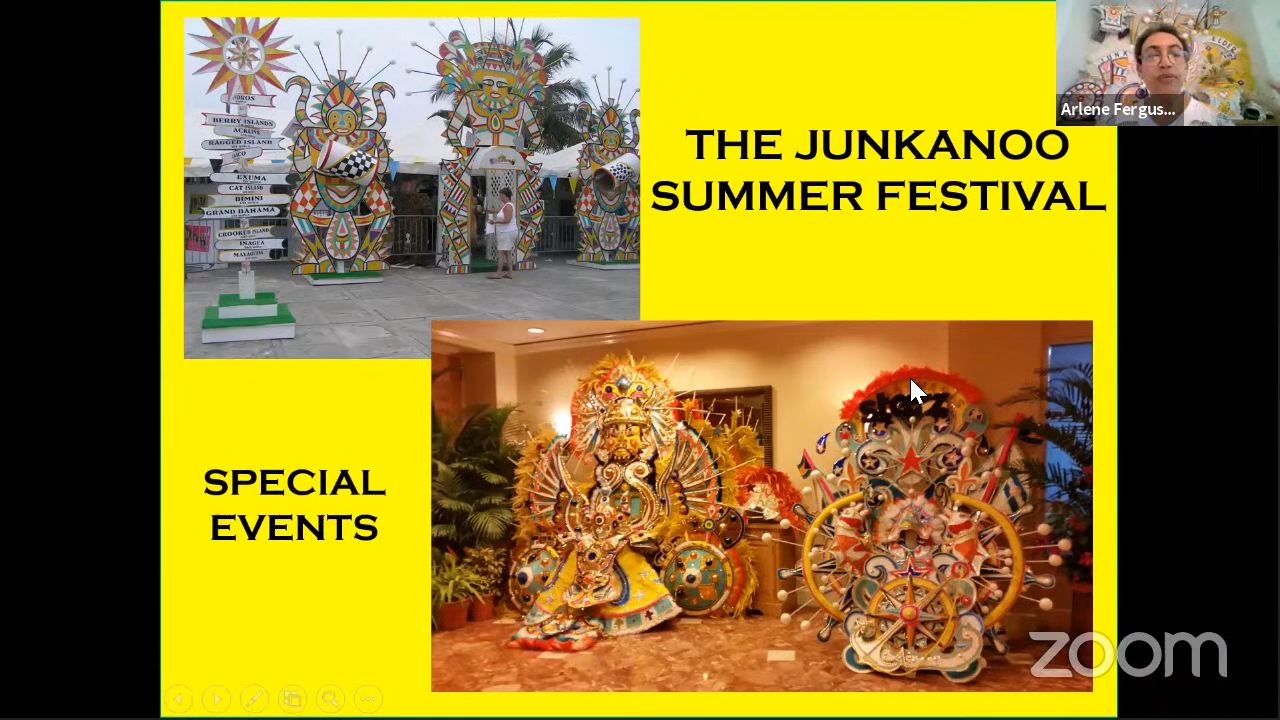 THE JUNKANOO
SUMMER FESTIVAL
BERRY ISLANDS
ACKLINS
RAGGED ISLAND
EXUMA
CAT ISLAND
BIMINI
GRAND BAHAMA
CROOKED ISLAND
INAGUA
MAYAGUANA
SPECIAL
EVENTS
Arlene Fergus...
zoom